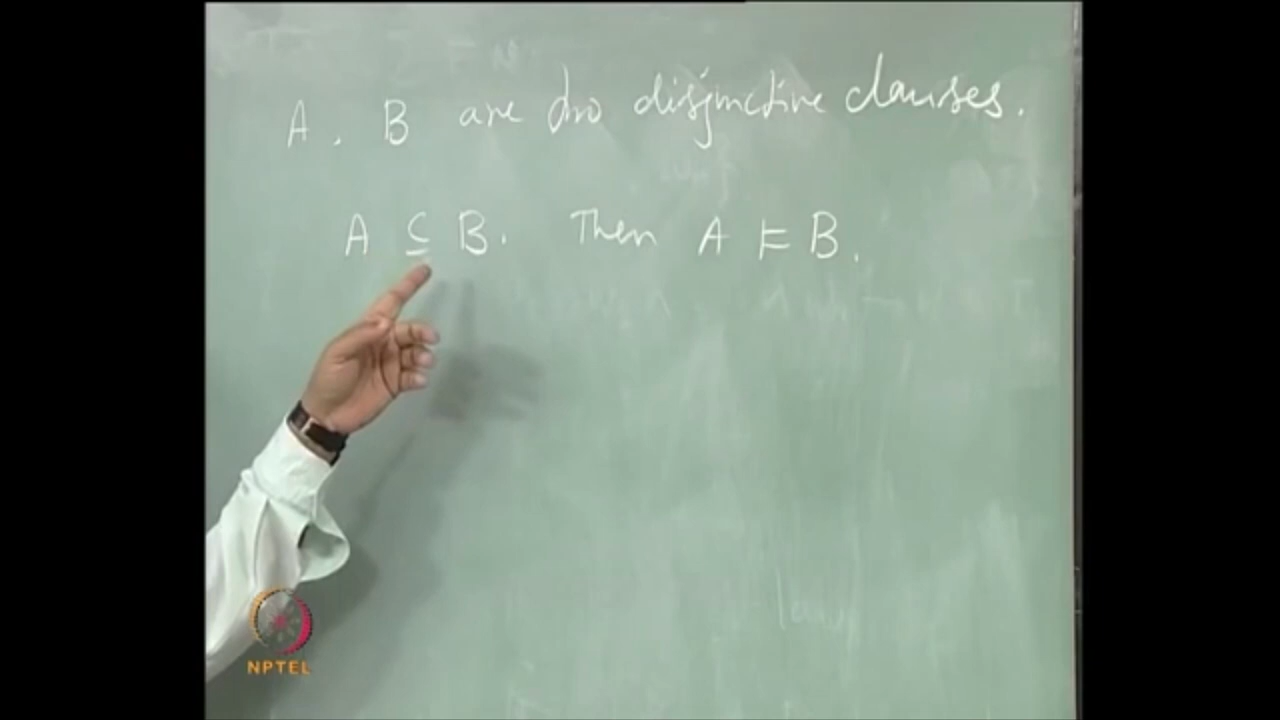 A, B are two disjunctive clauses.
A ⊆ B. Then A ⊨ B.
NPTEL